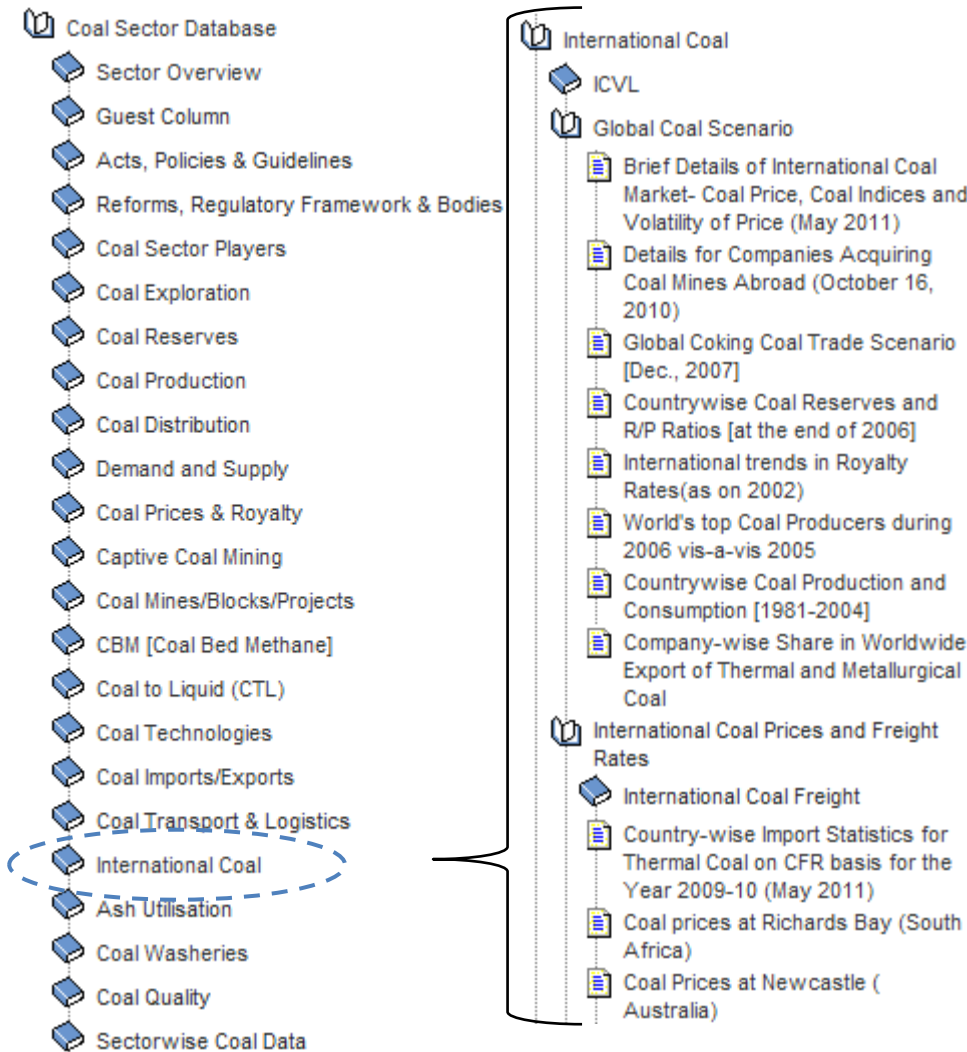 Coal Sector Database
Sector Overview
Guest Column
Acts, Policies & Guidelines
Reforms, Regulatory Framework & Bodies
Coal Sector Players
Coal Exploration
Coal Reserves
Coal Production
Coal Distribution
Demand and Supply
Coal Prices & Royalty
Captive Coal Mining
Coal Mines/Blocks/Projects
CBM [Coal Bed Methane]
Coal to Liquid (CTL)
Coal Technologies
Coal Imports/Exports
Coal Transport & Logistics
International Coal
Ash Utilisation
Coal Washeries
Coal Quality
Sectorwise Coal Data
International Coal
ICVL
Global Coal Scenario
Brief Details of International Coal
Market- Coal Price, Coal Indices and
Volatility of Price (May 2011)
Details for Companies Acquiring
Coal Mines Abroad (October 16,
2010)
Global Coking Coal Trade Scenario
[Dec., 2007]
Countrywise Coal Reserves and
R/P Ratios [at the end of 2006]
International trends in Royalty
Rates(as on 2002)
World's top Coal Producers during
2006 vis-a-vis 2005
Countrywise Coal Production and
Consumption [1981-2004]
Company-wise Share in Worldwide
Export of Thermal and Metallurgical
Coal
International Coal Prices and Freight
Rates
International Coal Freight
Country-wise Import Statistics for
Thermal Coal on CFR basis for the
Year 2009-10 (May 2011)
Coal prices at Richards Bay (South
Africa)
Coal Prices at Newcastle (
Australia)